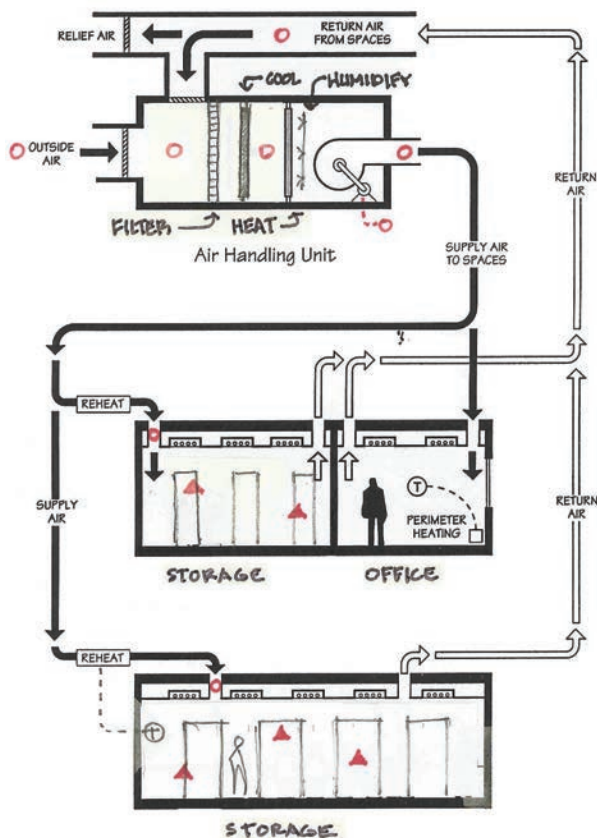 RELIEF AIR
RETURN AIR
FROM SPACES
COOL
HUMIDIFY
OUTSIDE
AIR
FILTER
HEAT
Air Handling Unit
SUPPLY AIR
TO SPACES
RETURN
AIR
REHEAT
SUPPLY
AIR
T
PERIMETER
HEATING
RETURN
AIR
STORAGE
OFFICE
REHEAT
T
STORAGE